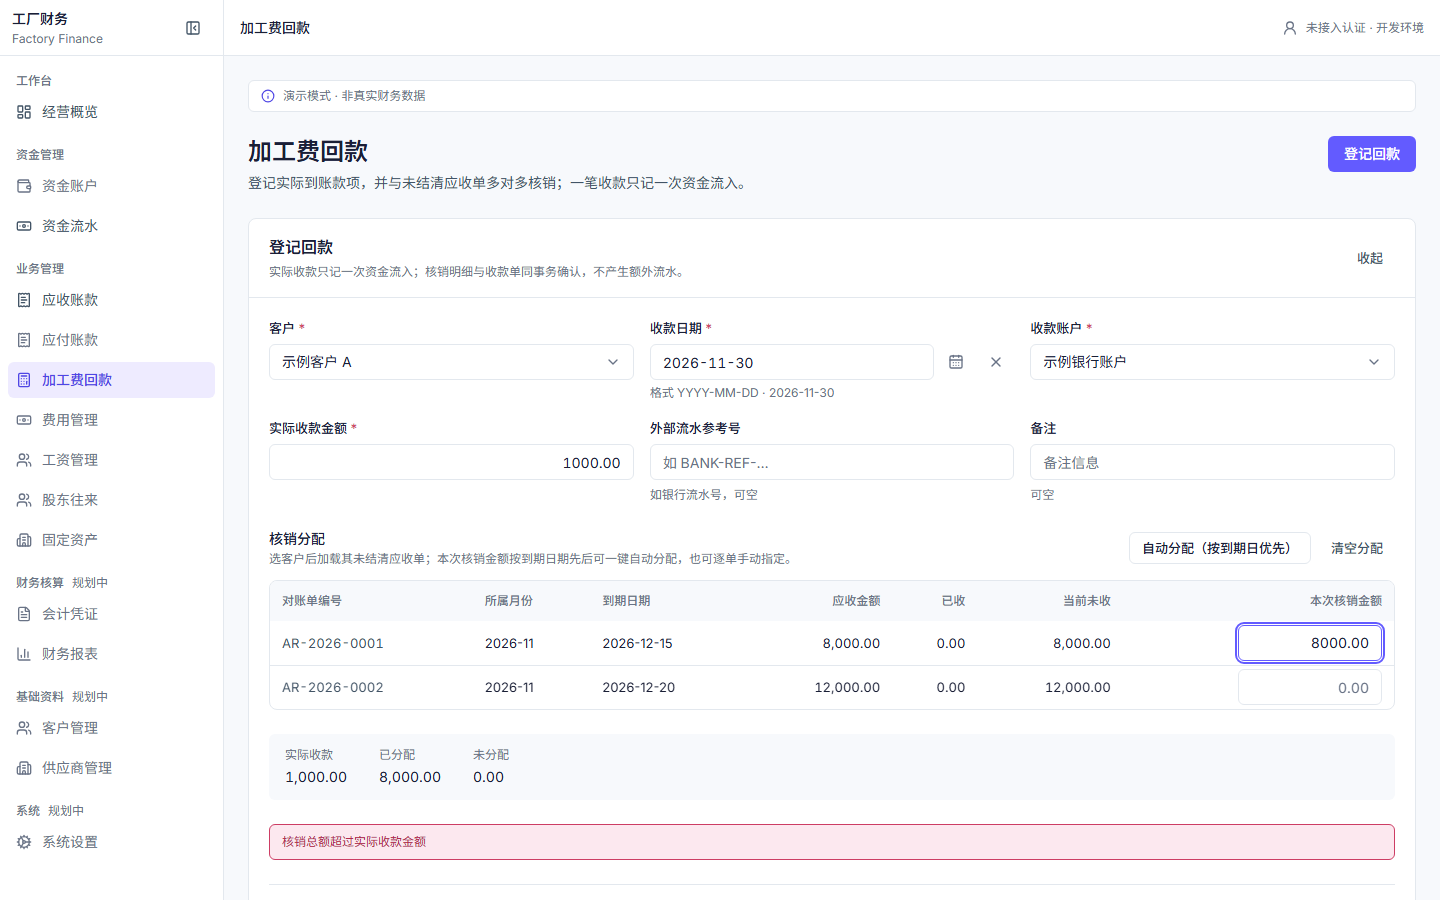 工厂财务
Factory Finance
加工费回款
未接入认证 · 开发环境
工作台
经营概览
资金管理
资金账户
资金流水
业务管理
应收账款
应付账款
加工费回款
费用管理
工资管理
股东往来
固定资产
财务核算 规划中
会计凭证
财务报表
基础资料 规划中
客户管理
供应商管理
系统 规划中
系统设置
演示模式 · 非真实财务数据
加工费回款
登记实际到账款项，并与未结清应收单多对多核销；一笔收款只记一次资金流入。
登记回款
登记回款
实际收款只记一次资金流入；核销明细与收款单同事务确认，不产生额外流水。
收起
客户 *
收款日期 *
收款账户 *
示例客户 A
2026-11-30
示例银行账户
格式 YYYY-MM-DD · 2026-11-30
实际收款金额 *
外部流水参考号
备注
1000.00
如 BANK-REF-...
备注信息
如银行流水号，可空
可空
核销分配
选客户后加载其未结清应收单；本次核销金额按到期日期先后可一键自动分配，也可逐单手动指定。
自动分配（按到期日优先）
清空分配
对账单编号 所属月份 到期日期 应收金额 已收 当前未收 本次核销金额
AR-2026-0001 2026-11 2026-12-15 8,000.00 0.00 8,000.00 8000.00
AR-2026-0002 2026-11 2026-12-20 12,000.00 0.00 12,000.00 0.00
实际收款 已分配 未分配
1,000.00 8,000.00 0.00
核销总额超过实际收款金额